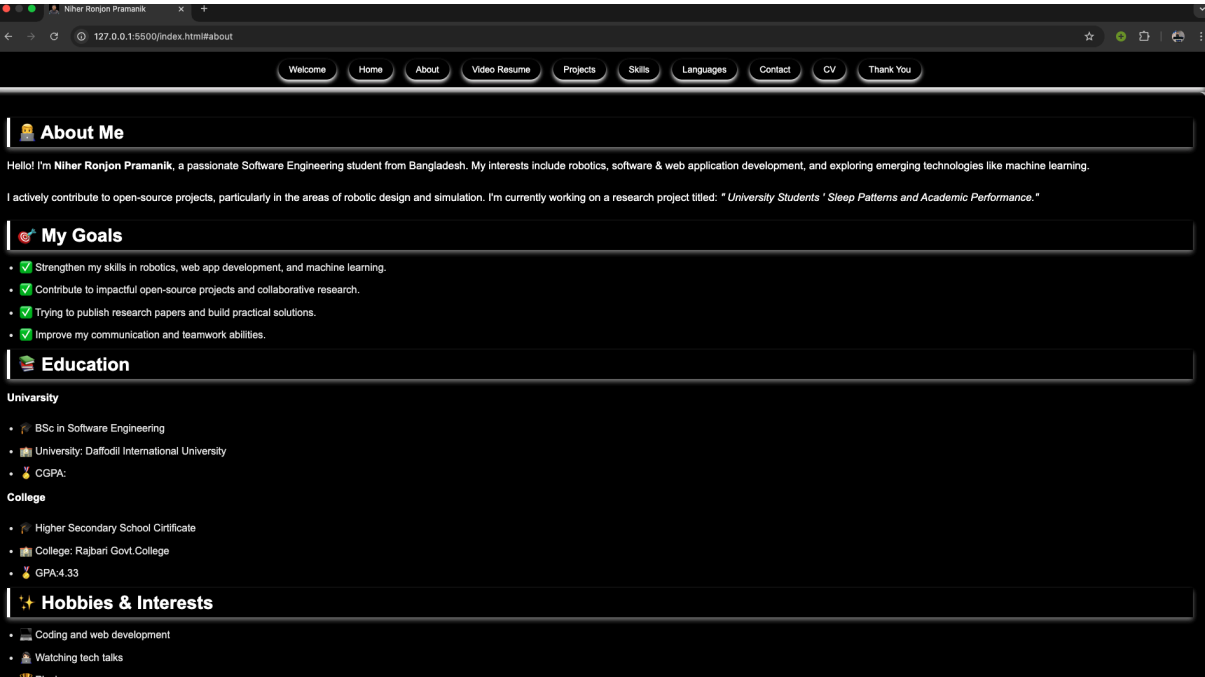 Niher Ronjon Pramanik
127.0.0.1:5500/index.html#about
Welcome Home About Video Resume Projects Skills Languages Contact CV Thank You
About Me
Hello! I'm Niher Ronjon Pramanik, a passionate Software Engineering student from Bangladesh. My interests include robotics, software & web application development, and exploring emerging technologies like machine learning.
I actively contribute to open-source projects, particularly in the areas of robotic design and simulation. I'm currently working on a research project titled: " University Students ' Sleep Patterns and Academic Performance."
My Goals
Strengthen my skills in robotics, web app development, and machine learning.
Contribute to impactful open-source projects and collaborative research.
Trying to publish research papers and build practical solutions.
Improve my communication and teamwork abilities.
Education
Univarsity
BSc in Software Engineering
University: Daffodil International University
CGPA:
College
Higher Secondary School Cirtificate
College: Rajbari Govt.College
GPA:4.33
Hobbies & Interests
Coding and web development
Watching tech talks